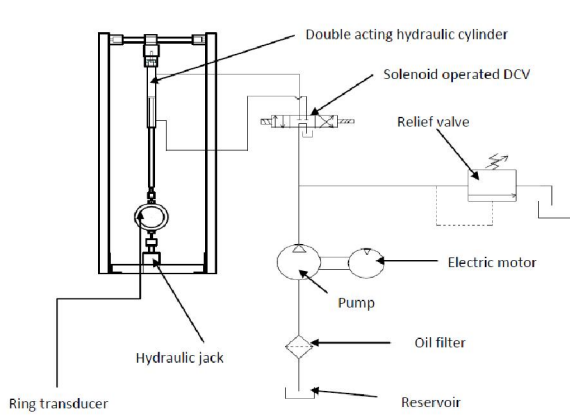 Double acting hydraulic cylinder
Solenoid operated DCV
Relief valve
Electric motor
Pump
Oil filter
Hydraulic jack
Reservoir
Ring transducer